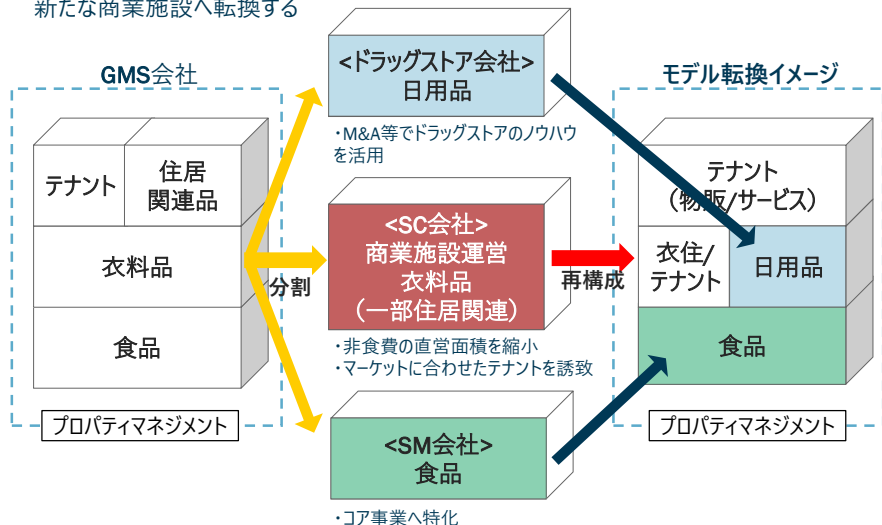 新たな商業施設へ転換する
GMS会社
テナント
住居
関連品
衣料品
食品
プロパティマネジメント
分割
<ドラッグストア会社>
日用品
・M&A等でドラッグストアのノウハウ
を活用
<SC会社>
商業施設運営
衣料品
（一部住居関連）
・非食費の直営面積を縮小
・マーケットに合わせたテナントを誘致
<SM会社>
食品
・コア事業へ特化
再構成
モデル転換イメージ
テナント
（物販/サービス）
衣住/
テナント
日用品
食品
プロパティマネジメント